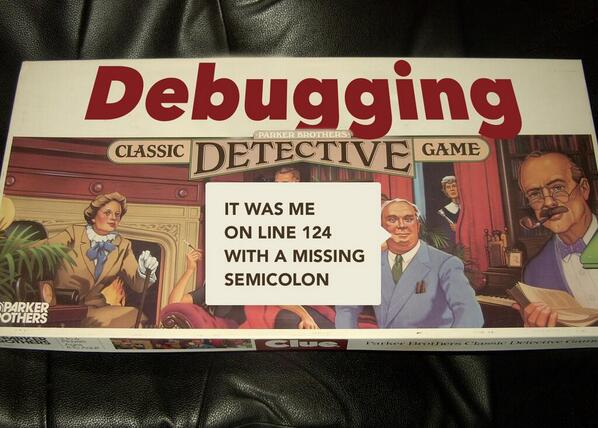 Debugging
PARKER BROTHERS
CLASSIC DETECTIVE GAME
IT WAS ME
ON LINE 124
WITH A MISSING
SEMICOLON
PARKER
BROTHERS
Clue
Parker Brothers Classic Detective Game